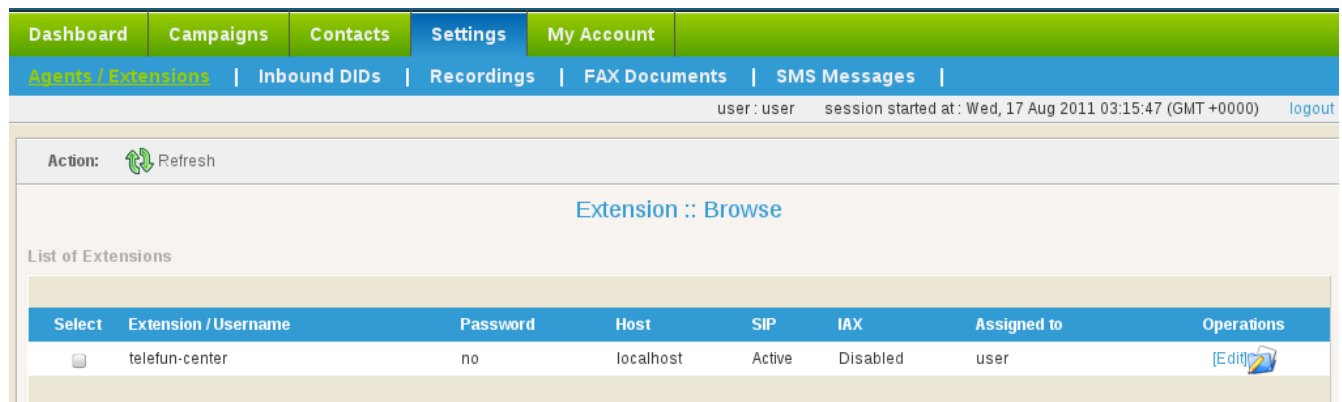 Dashboard Campaigns Contacts Settings My Account
Agents / Extensions | Inbound DIDs | Recordings | FAX Documents | SMS Messages |
user : user session started at : Wed, 17 Aug 2011 03:15:47 (GMT +0000) logout
Action: Refresh
Extension :: Browse
List of Extensions
Select Extension / Username Password Host SIP IAX Assigned to Operations
telefun-center no localhost Active Disabled user [Edit]